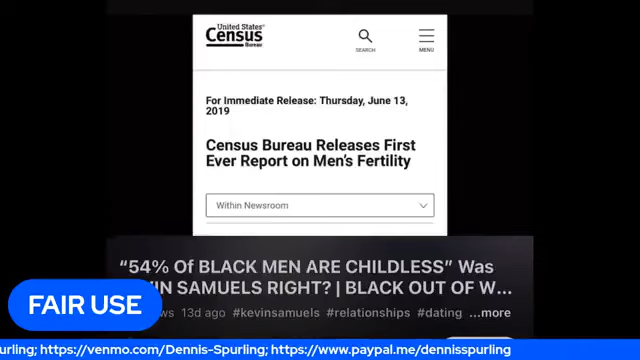 United States®
Census
Bureau
SEARCH
MENU
For Immediate Release: Thursday, June 13,
2019
Census Bureau Releases First
Ever Report on Men's Fertility
Within Newsroom
“54% Of BLACK MEN ARE CHILDLESS” Was
SAMUELS RIGHT? | BLACK OUT OF W...
13d ago #kevinsamuels #relationships #dating ...more
FAIR USE
https://venmo.com/Dennis-Spurling; https://www.paypal.me/dennisspurling